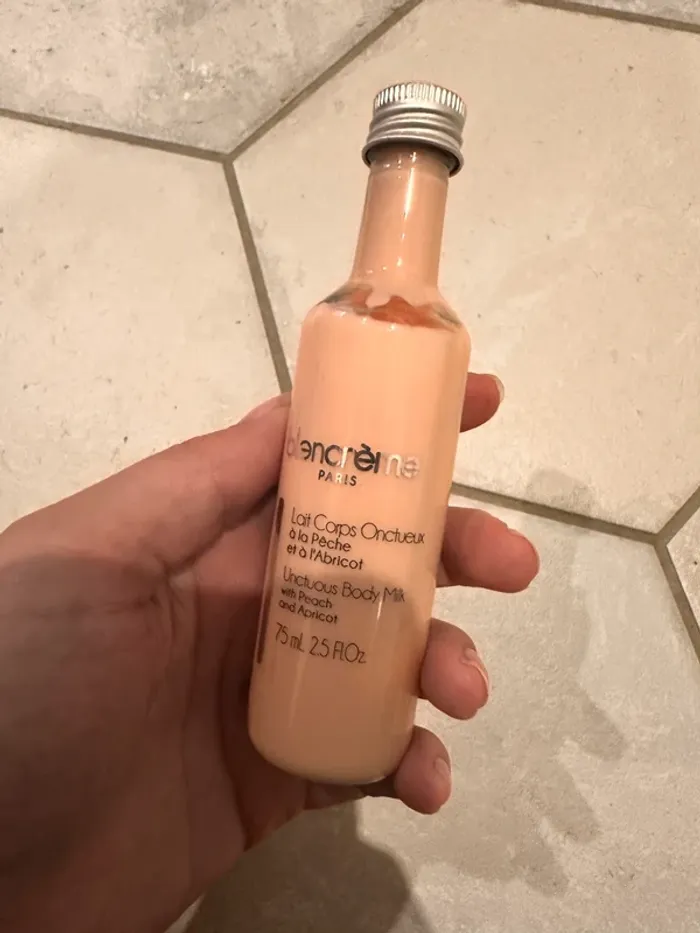 blencrème
PARIS
Lait Corps Onctueux
à la Pêche
et à l'Abricot
Unctuous Body Milk
with Peach
and Apricot
75 mL 2.5 Fl.Oz